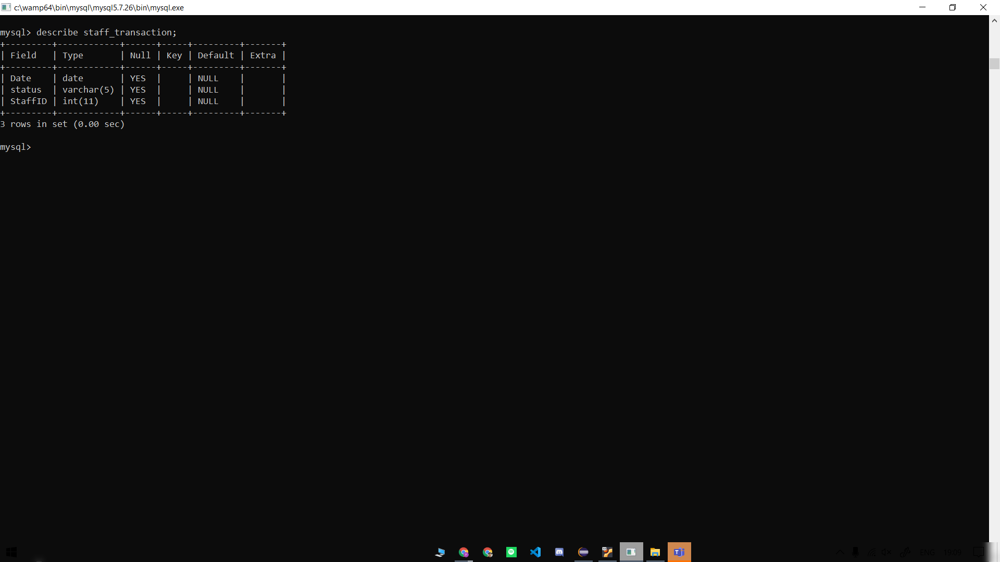 c:\wamp64\bin\mysql\mysql5.7.26\bin\mysql.exe
mysql> describe staff_transaction;
+---------+------------+------+-----+---------+-------+
| Field   | Type       | Null | Key | Default | Extra |
+---------+------------+------+-----+---------+-------+
| Date    | date       | YES  |     | NULL    |       |
| status  | varchar(5) | YES  |     | NULL    |       |
| StaffID | int(11)    | YES  |     | NULL    |       |
+---------+------------+------+-----+---------+-------+
3 rows in set (0.00 sec)
mysql>
ENG 19:09